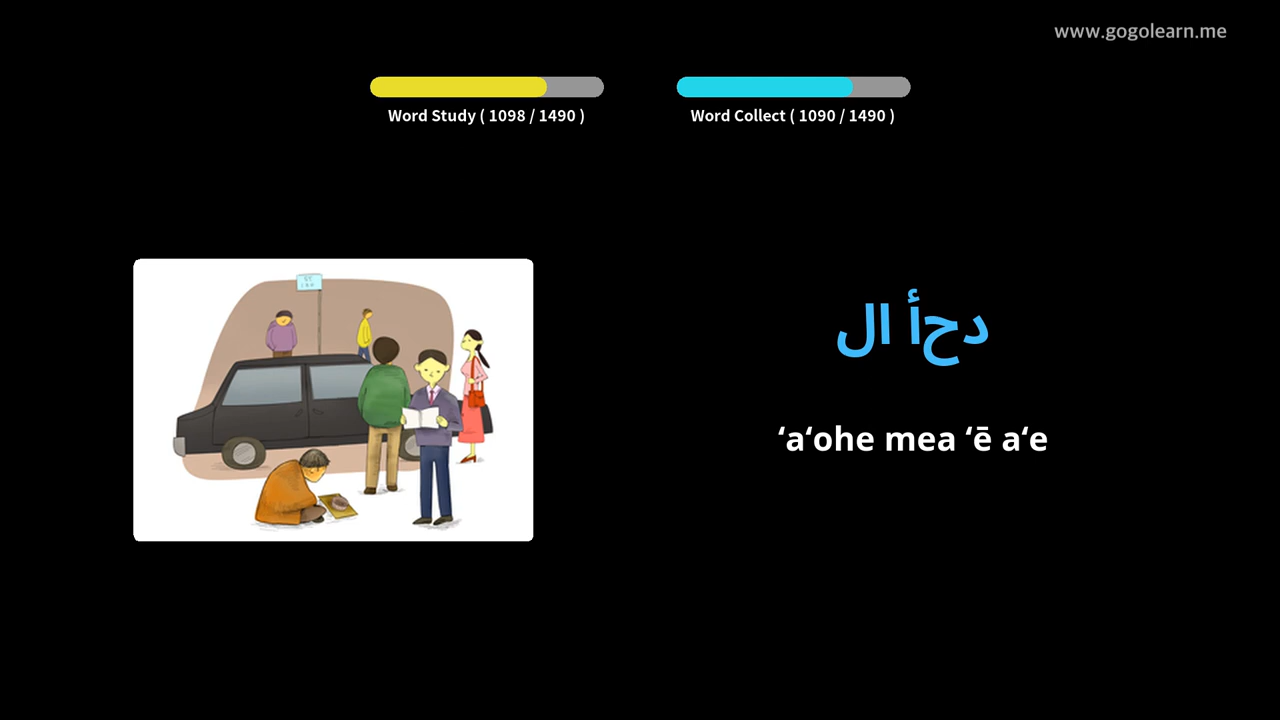 www.gogolearn.me
Word Study ( 1098 / 1490 )
Word Collect ( 1090 / 1490 )
دحأ ال
ʻaʻohe mea ʻē aʻe